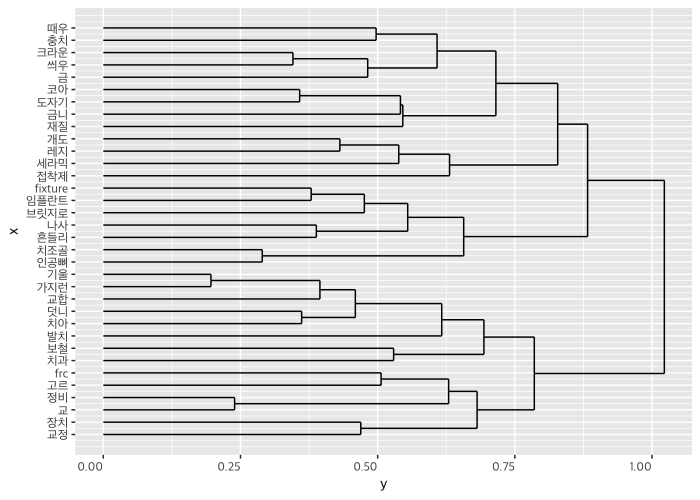 때우
충치
크라운
씌우
금
코아
도자기
금니
재질
개도
레지
세라믹
접착제
fixture
임플란트
브릿지로
나사
흔들리
치조골
인공뼈
기울
가지런
교합
덧니
치아
발치
보철
치과
frc
고르
정비
교
장치
교정
x
0.00 0.25 0.50 0.75 1.00
y